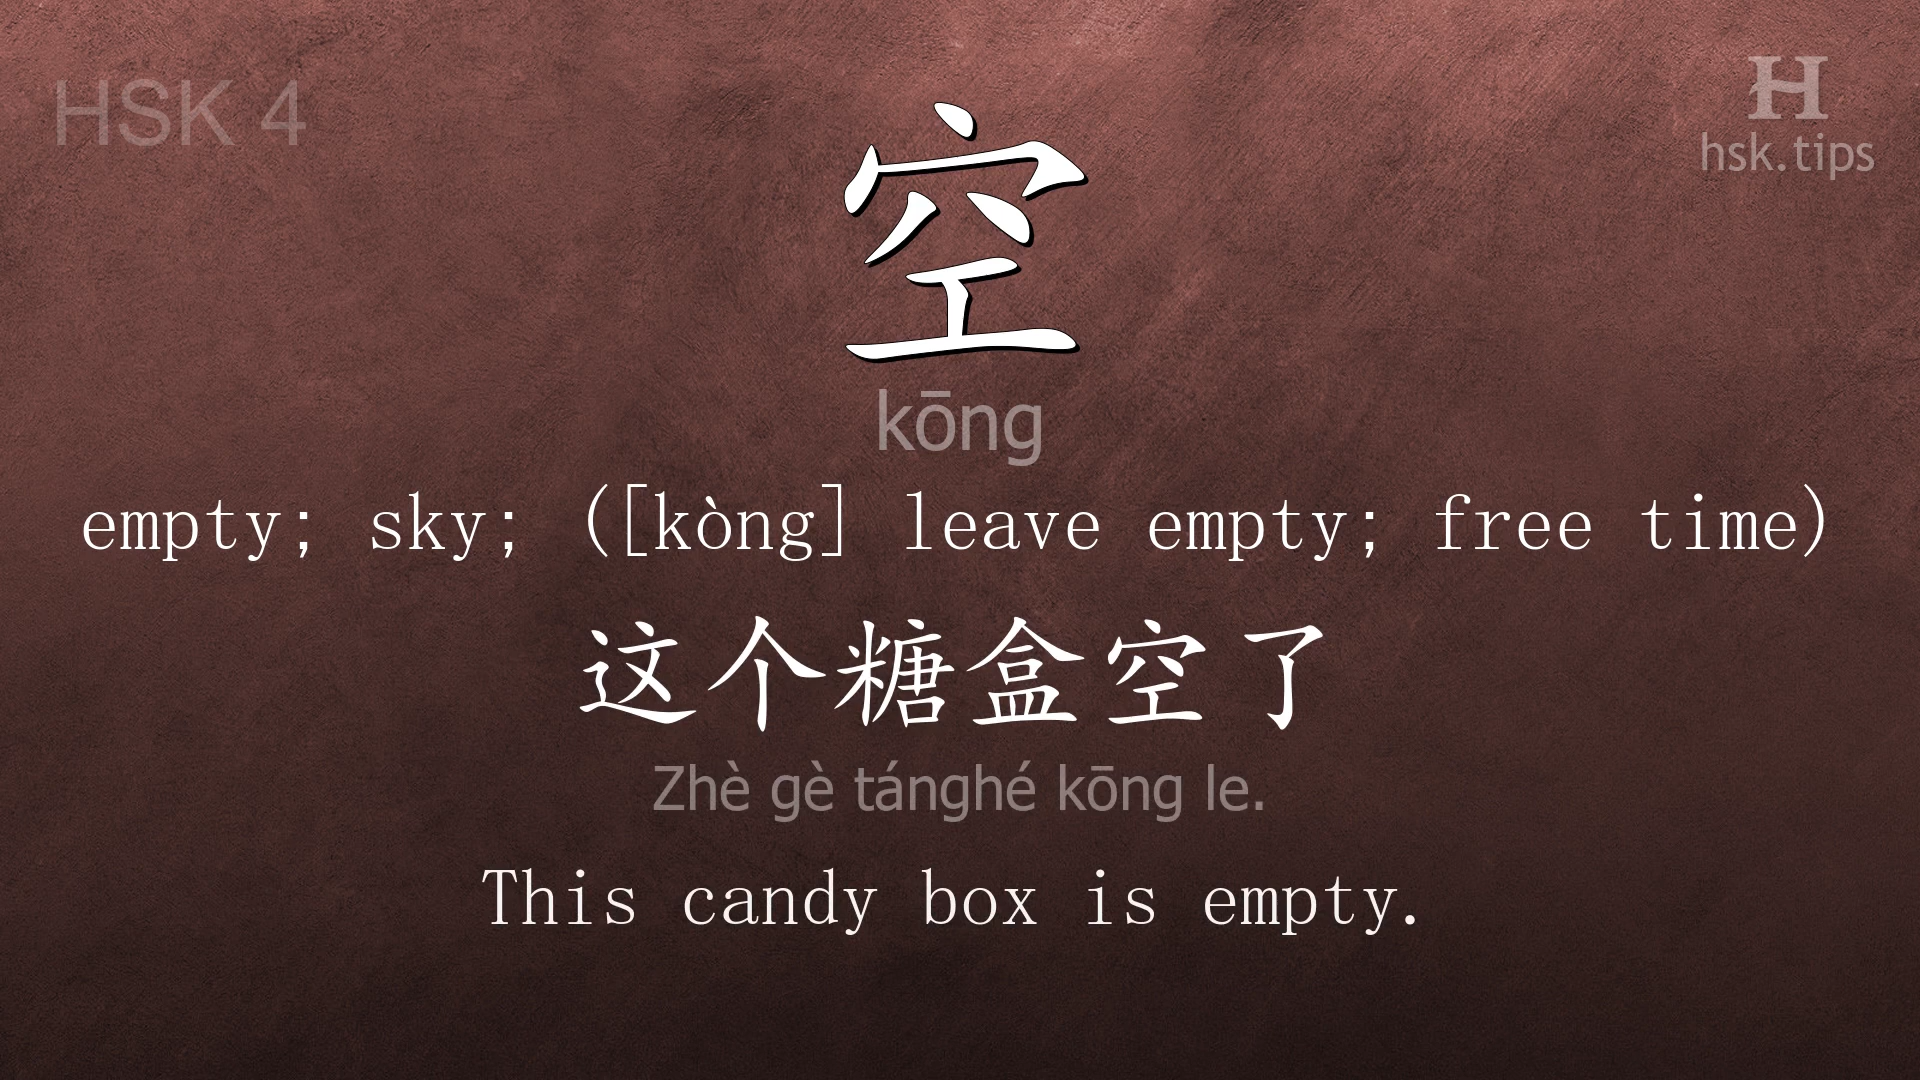 HSK 4
H
hsk.tips
空
kōng
empty; sky; ([kòng] leave empty; free time)
这个糖盒空了
Zhè gè tánghé kōng le.
This candy box is empty.